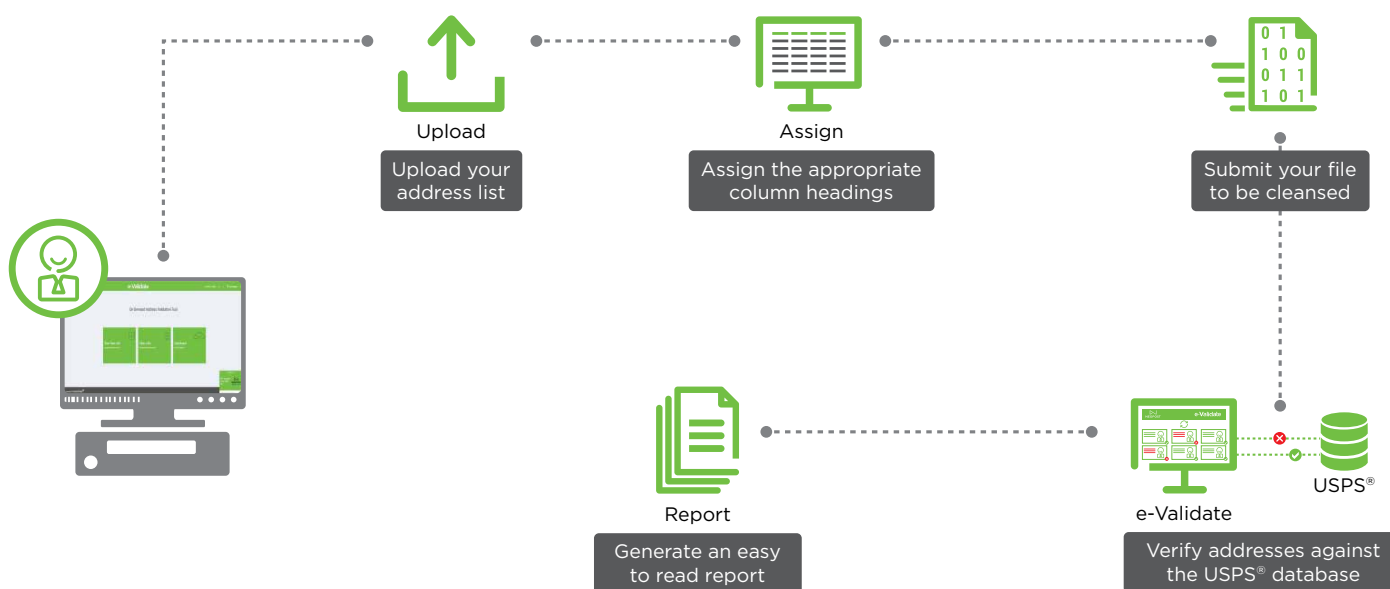 0 1
1 0 0
0 1 1
1 0 1
Upload
Upload your
address list
Assign
Assign the appropriate
column headings
Submit your file
to be cleansed
e-Validate
e-Validate
USPS®
Report
Generate an easy
to read report
e-Validate
Verify addresses against
the USPS® database